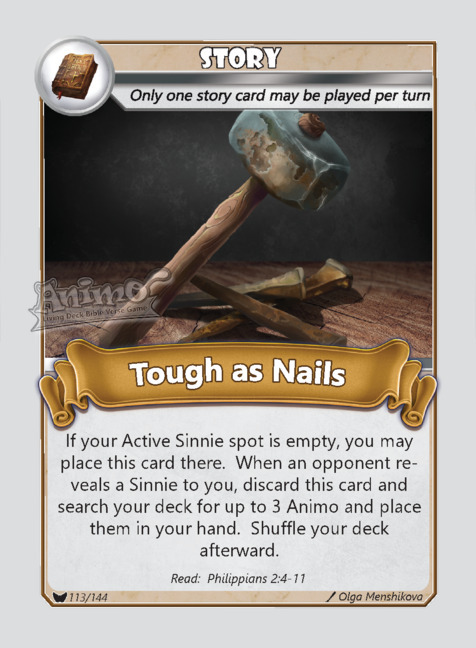 STORY
Only one story card may be played per turn
Animo
Living Deck Bible Verse Game
Tough as Nails
If your Active Sinnie spot is empty, you may
place this card there.  When an opponent re-
veals a Sinnie to you, discard this card and
search your deck for up to 3 Animo and place
them in your hand.  Shuffle your deck
afterward.
Read:  Philippians 2:4-11
113/144
Olga Menshikova